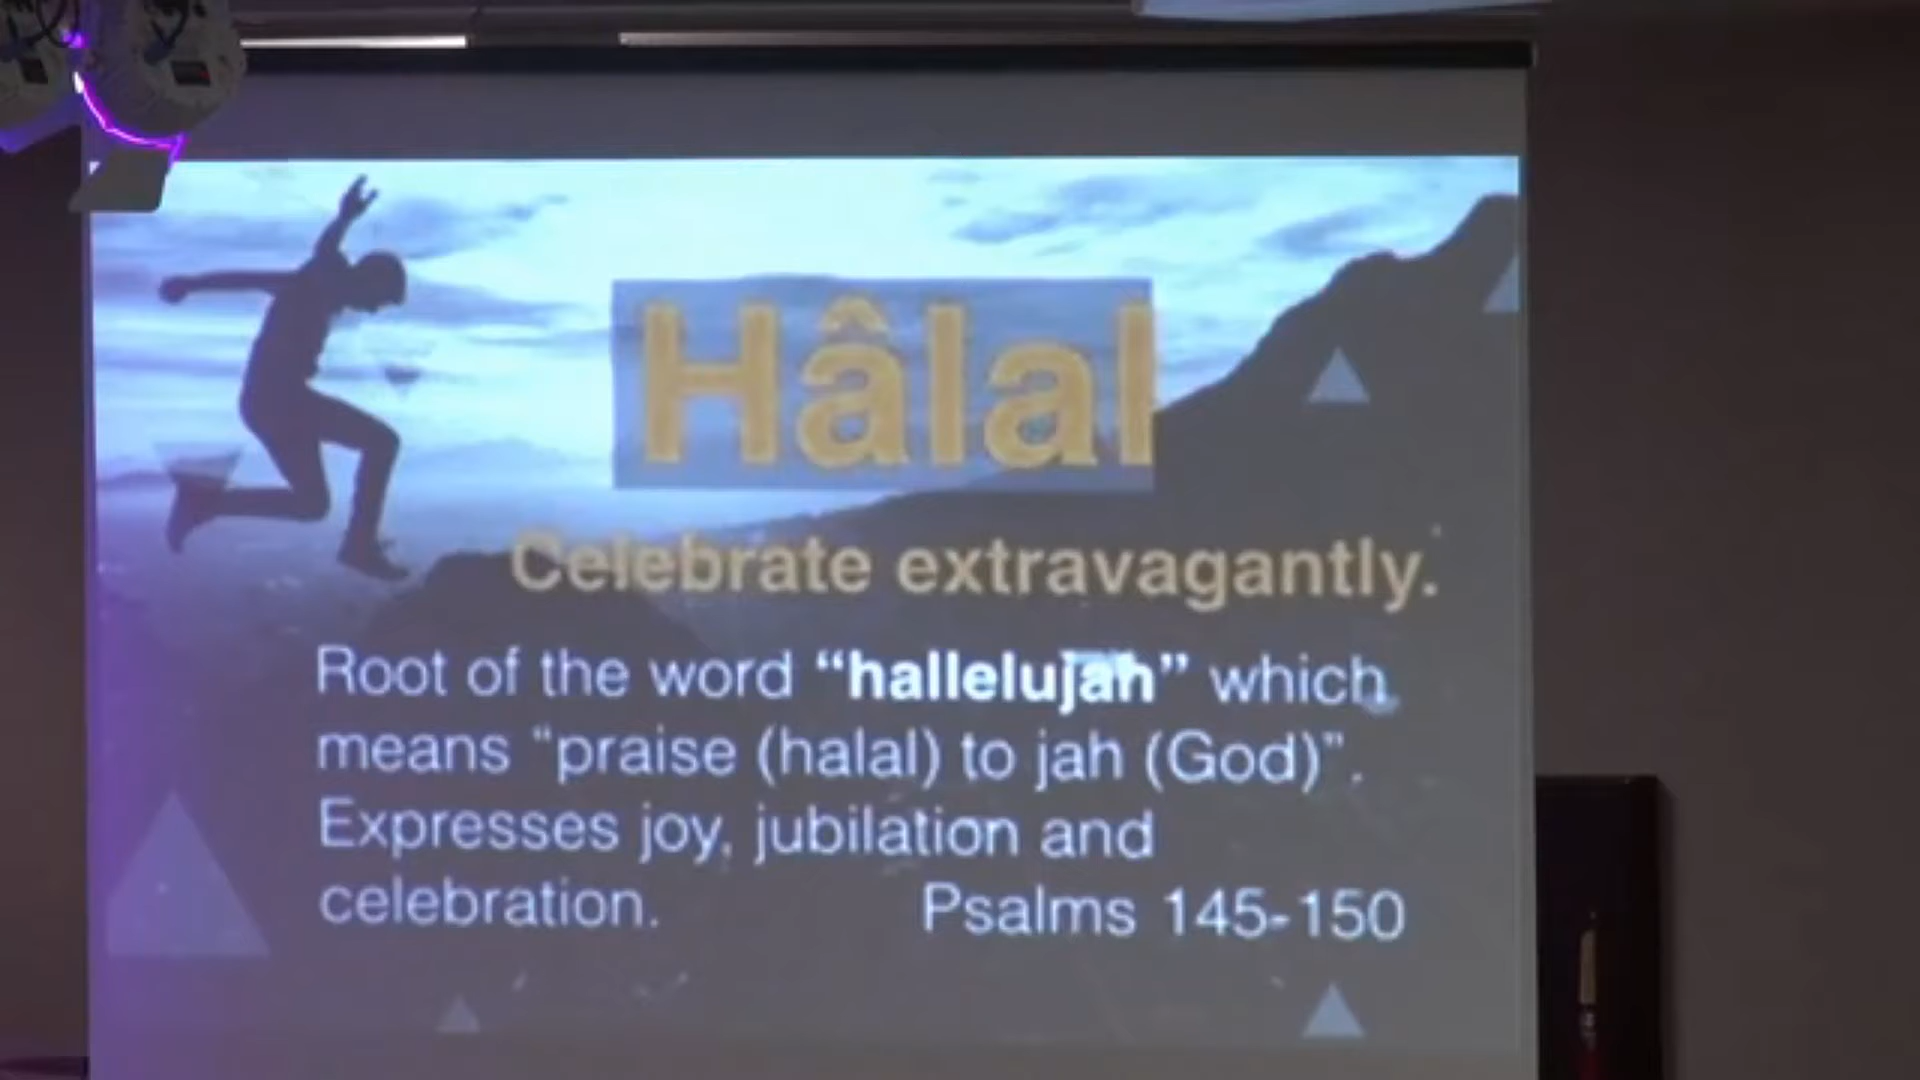 Hâlal
Celebrate extravagantly.
Root of the word “hallelujah” which
means “praise (halal) to jah (God)”.
Expresses joy, jubilation and
celebration. Psalms 145-150